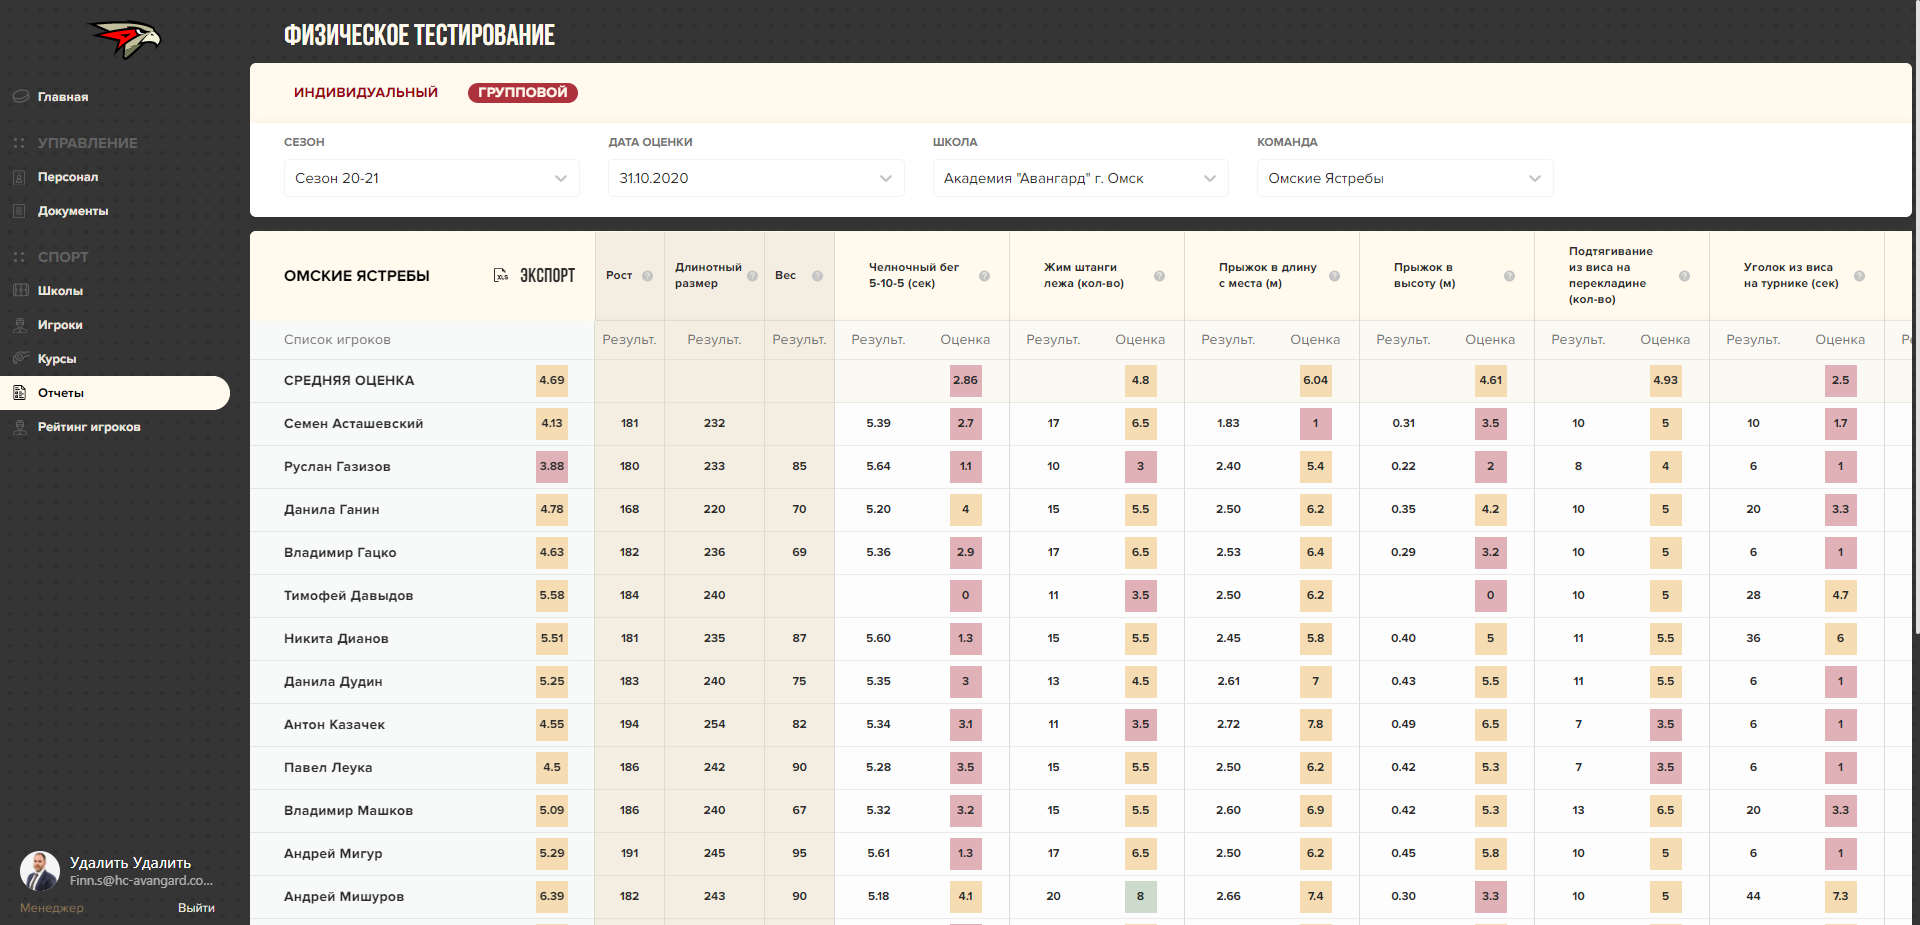 ФИЗИЧЕСКОЕ ТЕСТИРОВАНИЕ
Главная
УПРАВЛЕНИЕ
Персонал
Документы
СПОРТ
Школы
Игроки
Курсы
Отчеты
Рейтинг игроков
Удалить Удалить
Finn.s@hc-avangard.co...
Менеджер Выйти
ИНДИВИДУАЛЬНЫЙ ГРУППОВОЙ
СЕЗОН ДАТА ОЦЕНКИ ШКОЛА КОМАНДА
Сезон 20-21 31.10.2020 Академия "Авангард" г. Омск Омские Ястребы
ОМСКИЕ ЯСТРЕБЫ XLS ЭКСПОРТ
Рост ?
Длинотный размер ?
Вес ?
Челночный бег 5-10-5 (сек) ?
Жим штанги лежа (кол-во) ?
Прыжок в длину с места (м) ?
Прыжок в высоту (м) ?
Подтягивание из виса на перекладине (кол-во) ?
Уголок из виса на турнике (сек) ?
Список игроков Результ. Результ. Результ. Результ. Оценка Результ. Оценка Результ. Оценка Результ. Оценка Результ. Оценка Результ. Оценка
СРЕДНЯЯ ОЦЕНКА 4.69 2.86 4.8 6.04 4.61 4.93 2.5
Семен Асташевский 4.13 181 232 5.39 2.7 17 6.5 1.83 1 0.31 3.5 10 5 10 1.7
Руслан Газизов 3.88 180 233 85 5.64 1.1 10 3 2.40 5.4 0.22 2 8 4 6 1
Данила Ганин 4.78 168 220 70 5.20 4 15 5.5 2.50 6.2 0.35 4.2 10 5 20 3.3
Владимир Гацко 4.63 182 236 69 5.36 2.9 17 6.5 2.53 6.4 0.29 3.2 10 5 6 1
Тимофей Давыдов 5.58 184 240 0 11 3.5 2.50 6.2 0 10 5 28 4.7
Никита Дианов 5.51 181 235 87 5.60 1.3 15 5.5 2.45 5.8 0.40 5 11 5.5 36 6
Данила Дудин 5.25 183 240 75 5.35 3 13 4.5 2.61 7 0.43 5.5 11 5.5 6 1
Антон Казачек 4.55 194 254 82 5.34 3.1 11 3.5 2.72 7.8 0.49 6.5 7 3.5 6 1
Павел Леука 4.5 186 242 90 5.28 3.5 15 5.5 2.50 6.2 0.42 5.3 7 3.5 6 1
Владимир Машков 5.09 186 240 67 5.32 3.2 15 5.5 2.60 6.9 0.42 5.3 13 6.5 20 3.3
Андрей Мигур 5.29 191 245 95 5.61 1.3 17 6.5 2.50 6.2 0.45 5.8 10 5 6 1
Андрей Мишуров 6.39 182 243 90 5.18 4.1 20 8 2.66 7.4 0.30 3.3 10 5 44 7.3